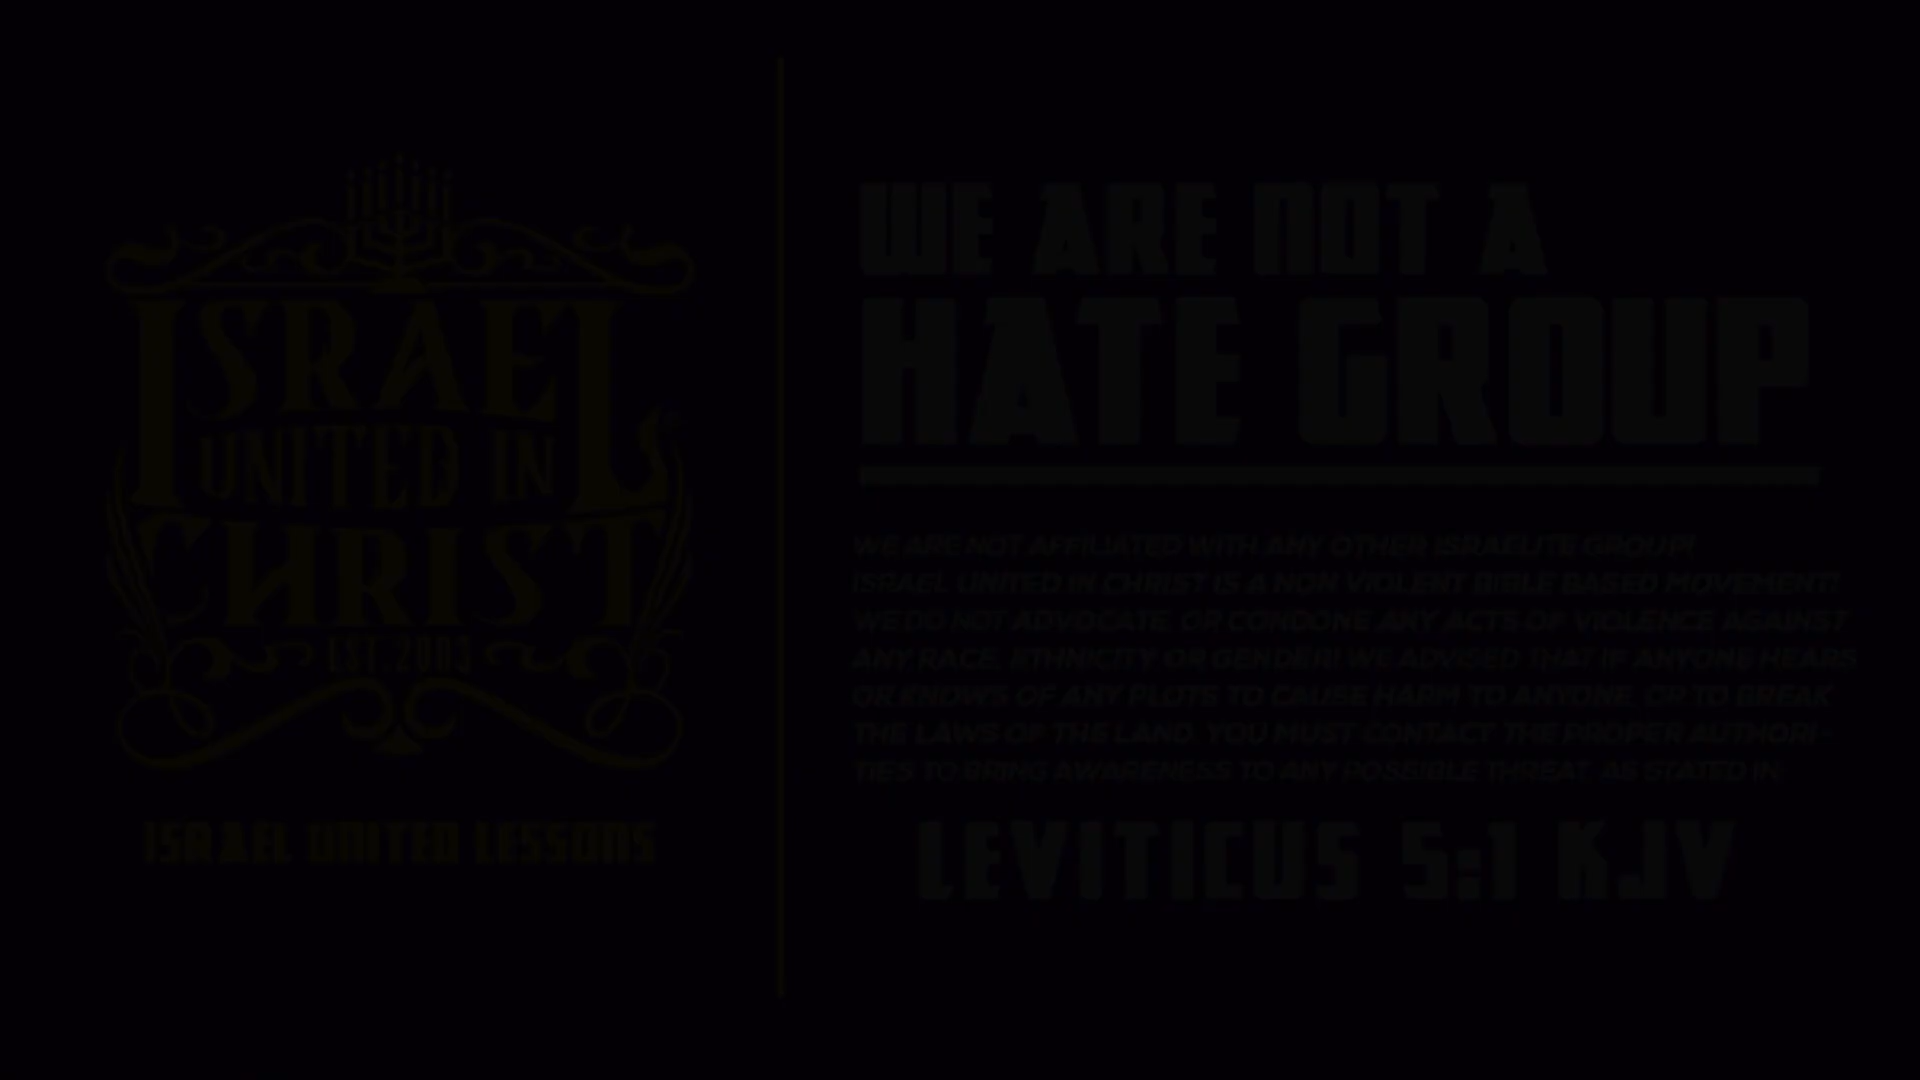 ISRAEL
UNITED IN
CHRIST
EST. 2003
ISRAEL UNITED LESSONS
WE ARE NOT A
HATE GROUP
WE ARE NOT AFFILIATED WITH ANY OTHER ISRAELITE GROUP!
ISRAEL UNITED IN CHRIST IS A NON VIOLENT BIBLE BASED MOVEMENT!
WE DO NOT ADVOCATE OR CONDONE ANY ACTS OF VIOLENCE AGAINST
ANY RACE, ETHNICITY OR GENDER! WE ADVISED THAT IF ANYONE HEARS
OR KNOWS OF ANY PLOTS TO CAUSE HARM TO ANYONE, OR TO BREAK
THE LAWS OF THE LAND, YOU MUST CONTACT THE PROPER AUTHORI-
TIES TO BRING AWARENESS TO ANY POSSIBLE THREAT, AS STATED IN
LEVITICUS 5:1 KJV